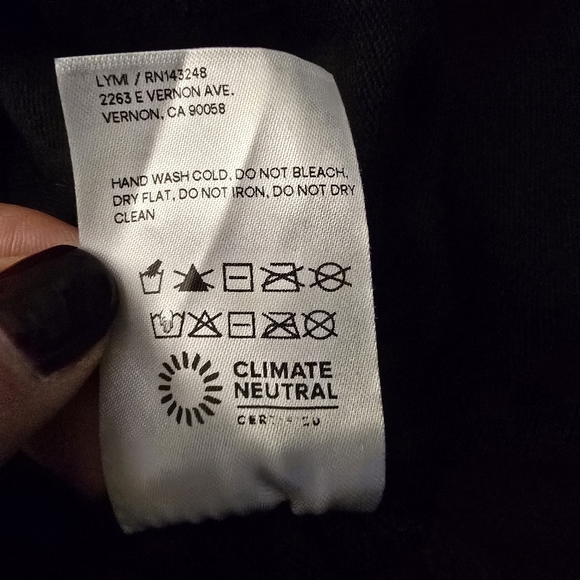 LYMI / RN143248
2263 E VERNON AVE.
VERNON, CA 90058
HAND WASH COLD, DO NOT BLEACH,
DRY FLAT, DO NOT IRON, DO NOT DRY
CLEAN
CLIMATE
NEUTRAL